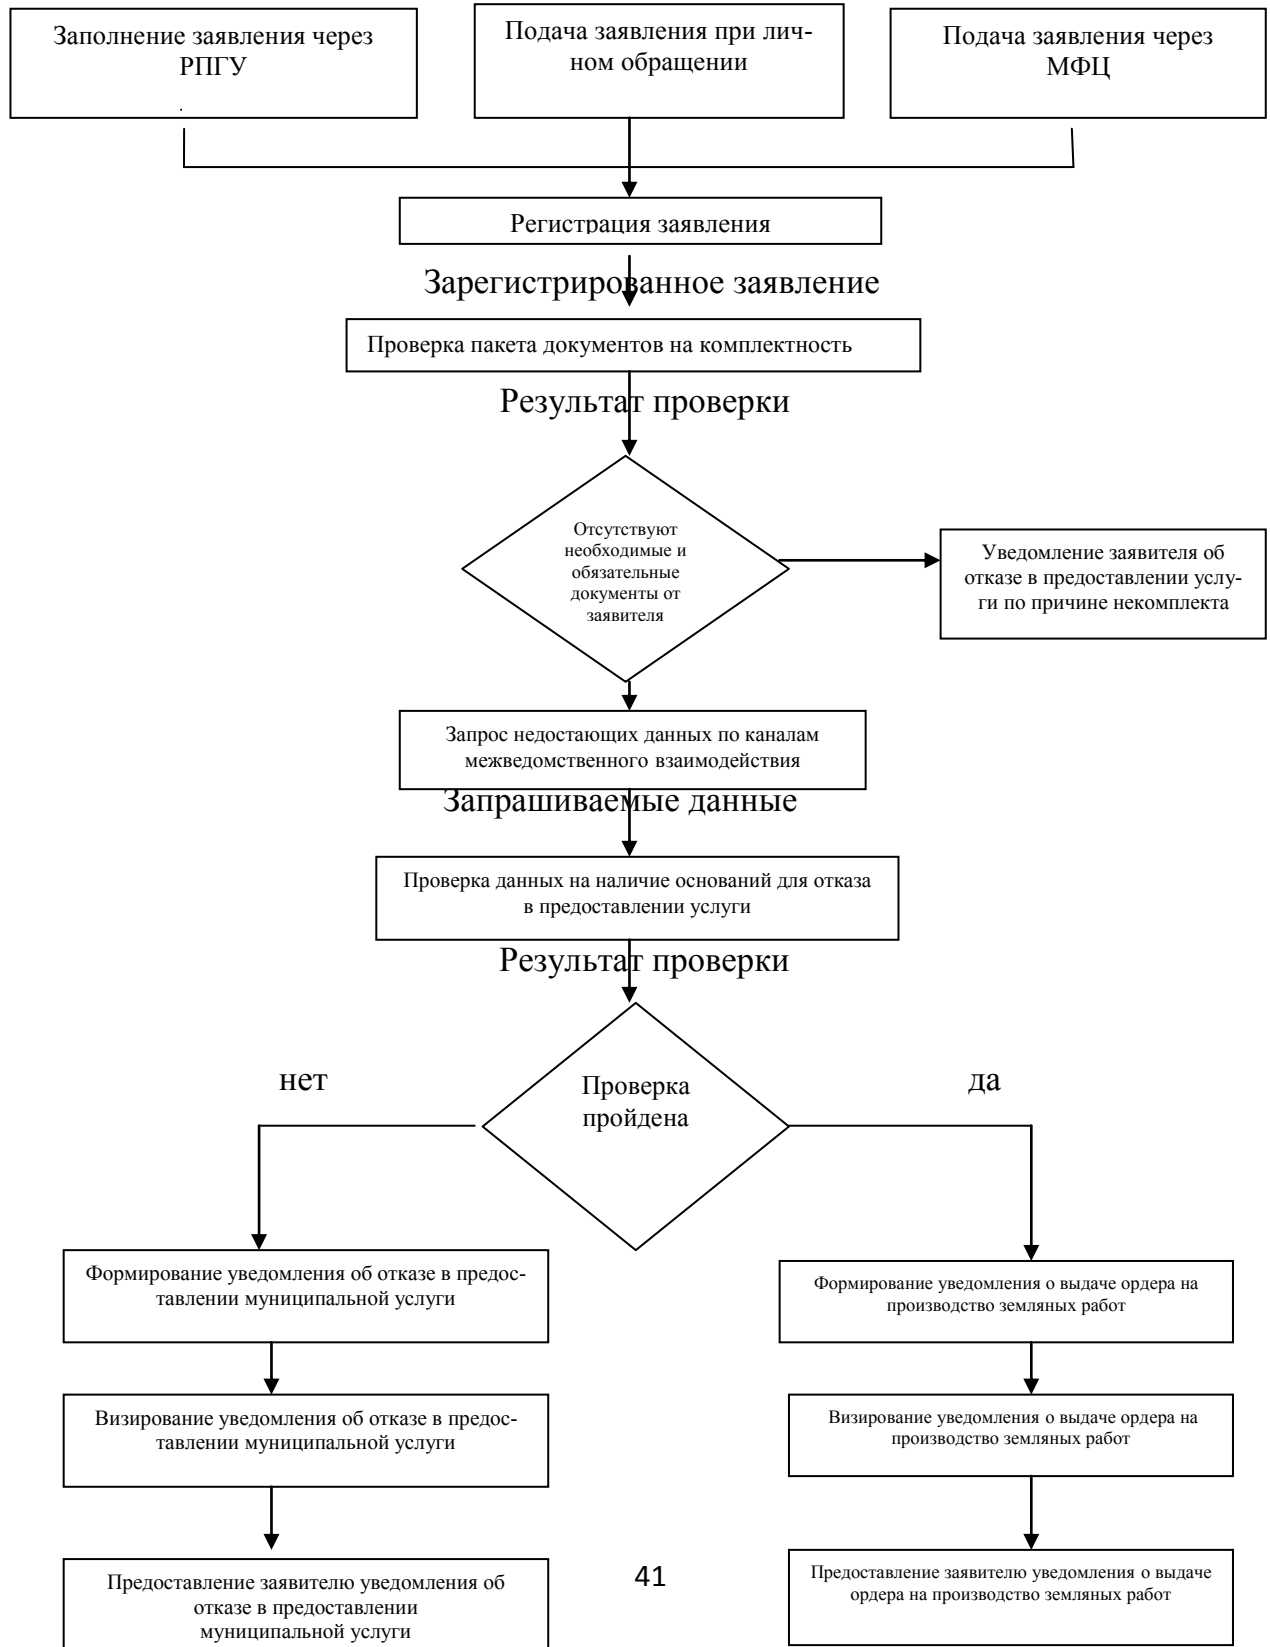 Заполнение заявления через
РПГУ
.
Подача заявления при лич-
ном обращении
Подача заявления через
МФЦ
Регистрация заявления
Зарегистрированное заявление
Проверка пакета документов на комплектность
Результат проверки
Отсутствуют
необходимые и
обязательные
документы от
заявителя
Уведомление заявителя об
отказе в предоставлении услу-
ги по причине некомплекта
Запрос недостающих данных по каналам
межведомственного взаимодействия
Запрашиваемые данные
Проверка данных на наличие оснований для отказа
в предоставлении услуги
Результат проверки
нет
Проверка
пройдена
да
Формирование уведомления об отказе в предос-
тавлении муниципальной услуги
Формирование уведомления о выдаче ордера на
производство земляных работ
Визирование уведомления об отказе в предос-
тавлении муниципальной услуги
Визирование уведомления о выдаче ордера на
производство земляных работ
Предоставление заявителю уведомления об
отказе в предоставлении
муниципальной услуги
41
Предоставление заявителю уведомления о выдаче
ордера на производство земляных работ